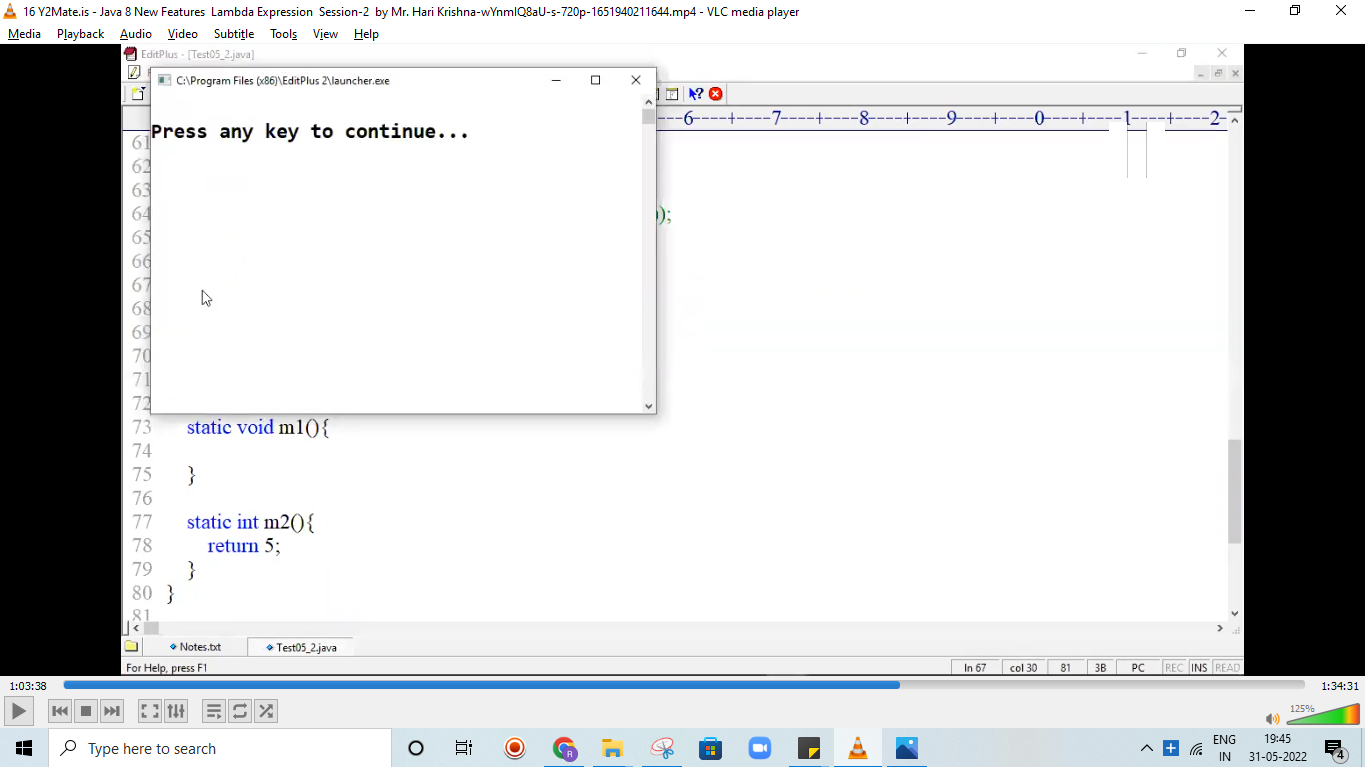 16 Y2Mate.is - Java 8 New Features  Lambda Expression  Session-2  by Mr. Hari Krishna-wYnmlQ8aU-s-720p-1651940211644.mp4 - VLC media player
Media Playback Audio Video Subtitle Tools View Help
EditPlus - [Test05_2.java]
C:\Program Files (x86)\EditPlus 2\launcher.exe
Press any key to continue...
6----+----7----+----8----+----9----+----0----+----1----+----2-
61
62
63
64 );
65
66
67
68
69
70
71
72
73 static void m1(){
74
75 }
76
77 static int m2(){
78 return 5;
79 }
80 }
81
Notes.txt Test05_2.java
For Help, press F1 ln 67 col 30 81 3B PC REC INS READ
1:03:38 1:34:31
125%
Type here to search
ENG 19:45
IN 31-05-2022 4